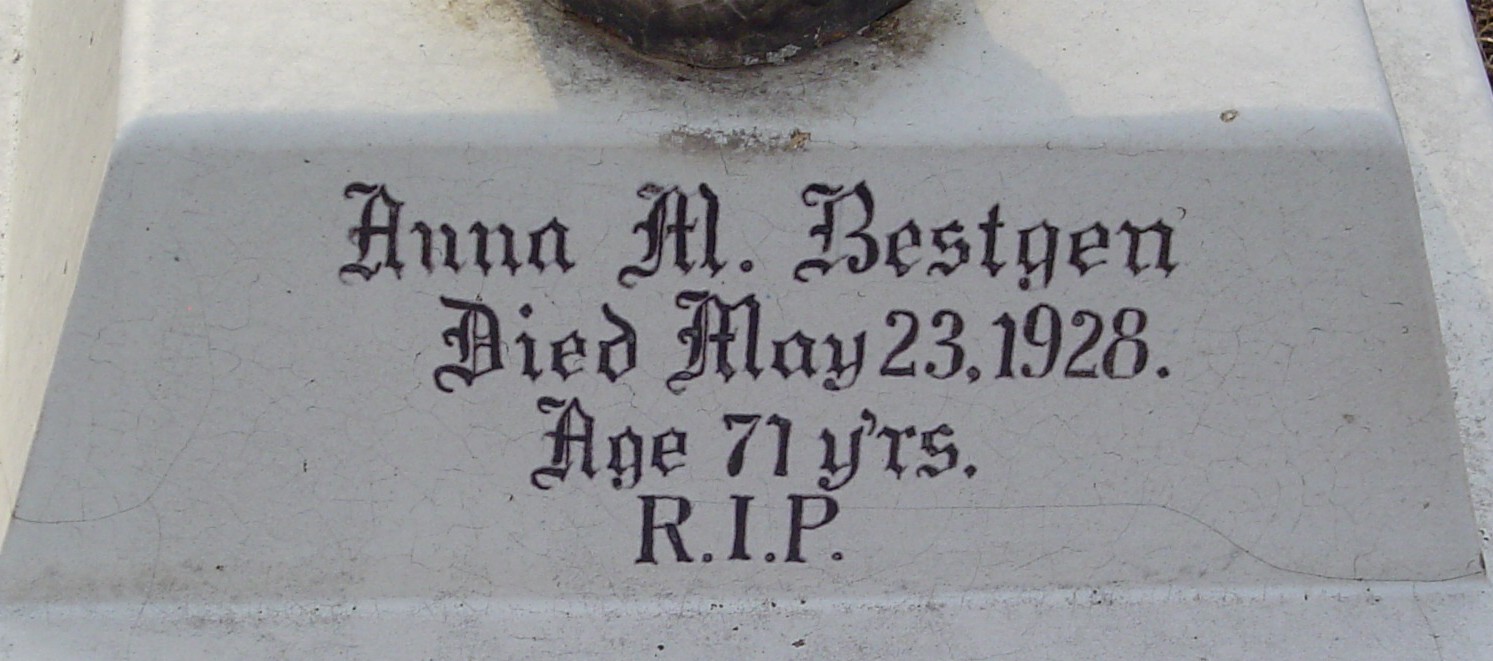 Anna M. Bestgen
Died May 23, 1928.
Age 71 y'rs.
R.I.P.